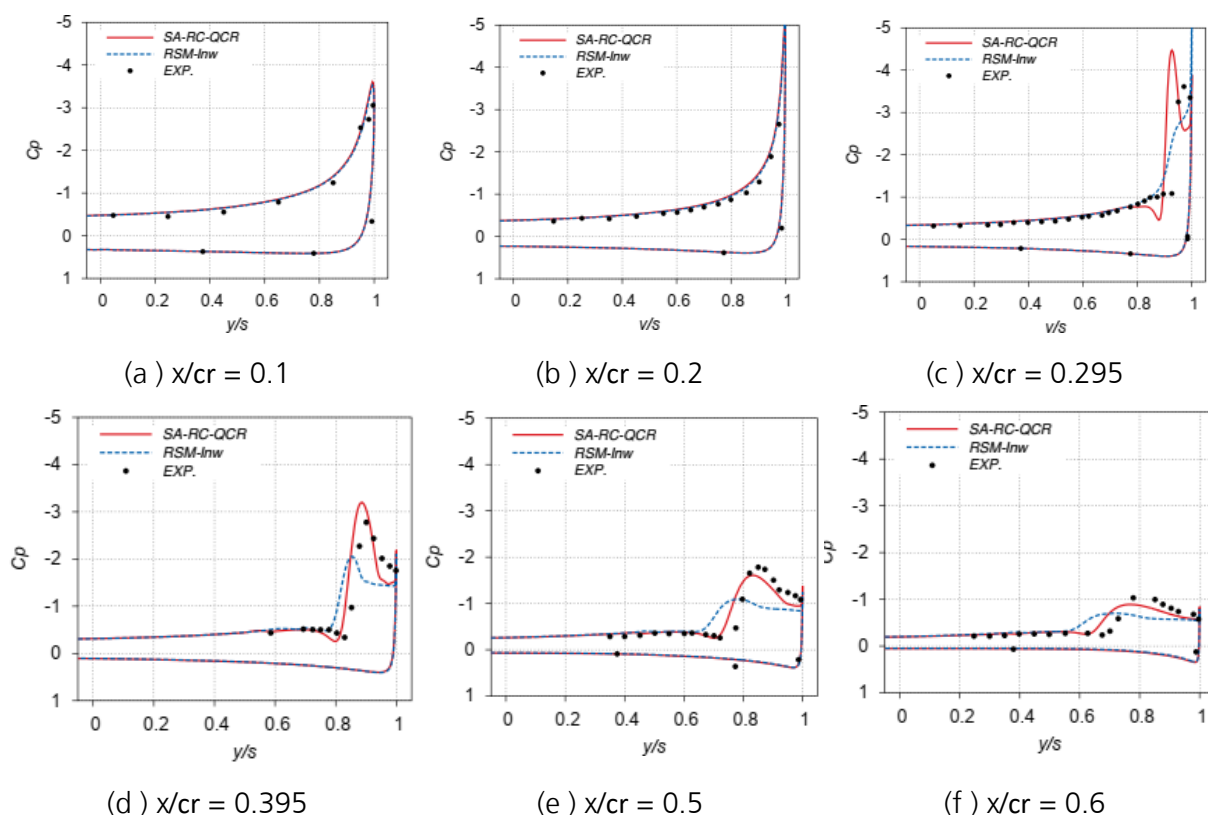 -5
-4
-3
-2
-1
0
1
Cp
SA-RC-QCR
RSM-lnw
EXP.
0 0.2 0.4 0.6 0.8 1
y/s
(a ) x/cr = 0.1
-5
-4
-3
-2
-1
0
1
Cp
SA-RC-QCR
RSM-lnw
EXP.
0 0.2 0.4 0.6 0.8 1
v/s
(b ) x/cr = 0.2
-5
-4
-3
-2
-1
0
1
Cp
SA-RC-QCR
RSM-lnw
EXP.
0 0.2 0.4 0.6 0.8 1
v/s
(c ) x/cr = 0.295
-5
-4
-3
-2
-1
0
1
Cp
SA-RC-QCR
RSM-lnw
EXP.
0 0.2 0.4 0.6 0.8 1
y/s
(d ) x/cr = 0.395
-5
-4
-3
-2
-1
0
1
Cp
SA-RC-QCR
RSM-lnw
EXP.
0 0.2 0.4 0.6 0.8 1
y/s
(e ) x/cr = 0.5
-5
-4
-3
-2
-1
0
1
Cp
SA-RC-QCR
RSM-lnw
EXP.
0 0.2 0.4 0.6 0.8 1
y/s
(f ) x/cr = 0.6